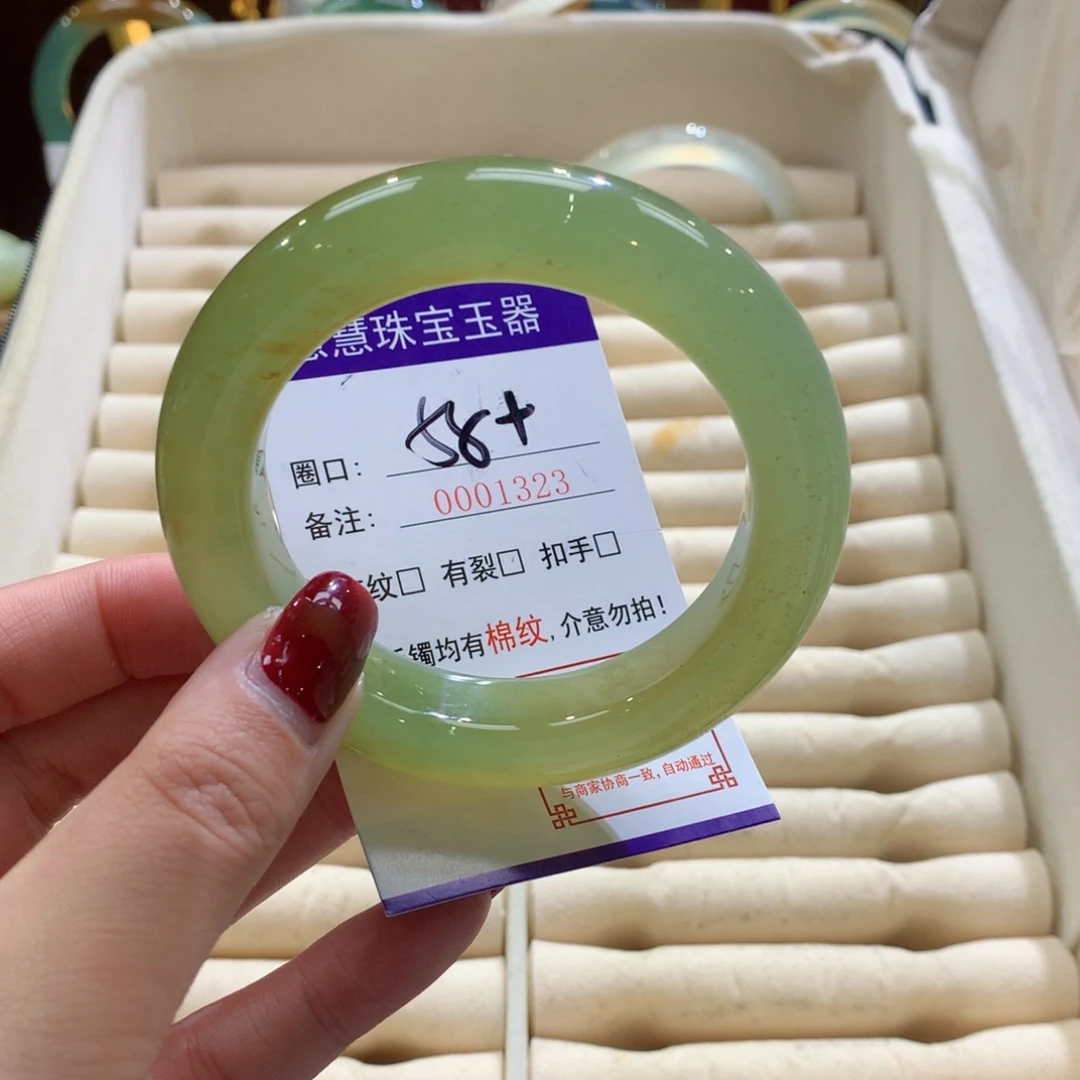 慧珠宝玉器
圈口: 58+
备注: 0001323
纹□ 有裂□ 扣手□
镯均有棉纹,介意勿拍!
与商家协商一致,自动通过